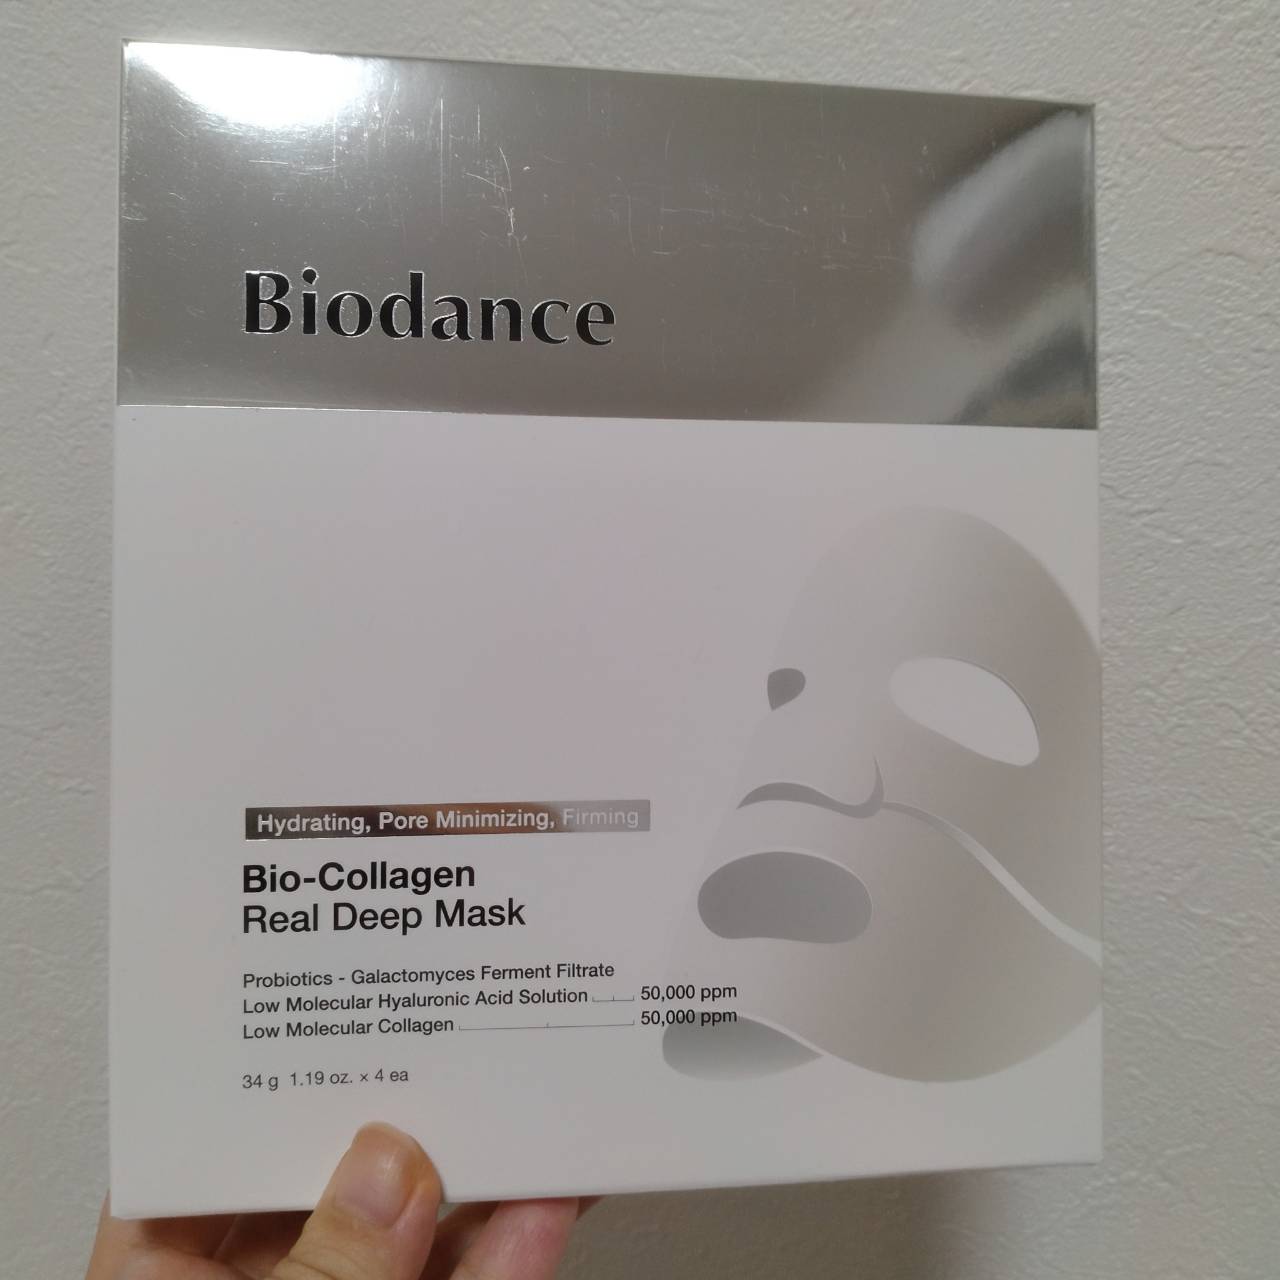 Biodance
Hydrating, Pore Minimizing, Firming
Bio-Collagen
Real Deep Mask
Probiotics - Galactomyces Ferment Filtrate
Low Molecular Hyaluronic Acid Solution 50,000 ppm
Low Molecular Collagen 50,000 ppm
34 g 1.19 oz. × 4 ea